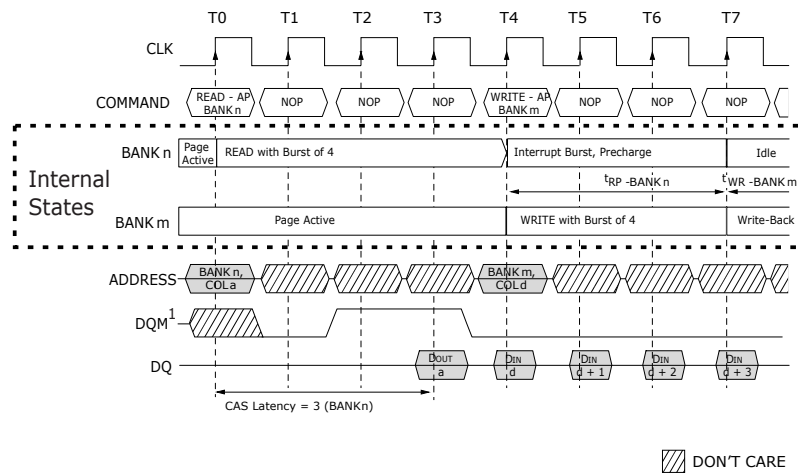 T0 T1 T2 T3 T4 T5 T6 T7
CLK
COMMAND READ - AP BANK n NOP NOP NOP WRITE - AP BANK m NOP NOP NOP
Internal States
BANK n Page Active READ with Burst of 4 Interrupt Burst, Precharge Idle
tRP -BANK n tWR -BANK m
BANK m Page Active WRITE with Burst of 4 Write-Back
ADDRESS BANK n, COL a BANK m, COL d
DQM1
DQ DOUT a DIN d DIN d + 1 DIN d + 2 DIN d + 3
CAS Latency = 3 (BANK n)
DON'T CARE